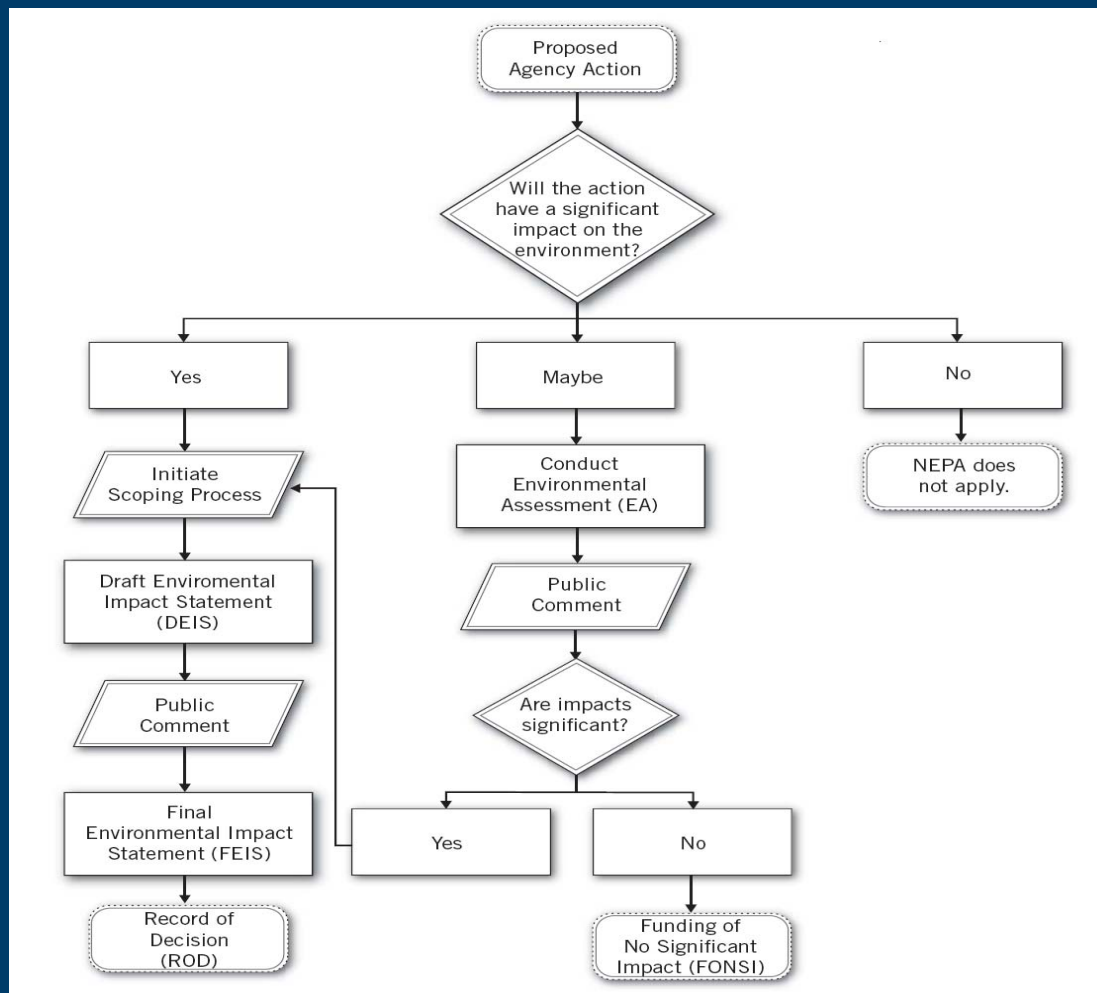 Proposed
Agency Action
Will the action
have a significant
impact on the
environment?
Yes
Maybe
No
Initiate
Scoping Process
Conduct
Environmental
Assessment (EA)
NEPA does
not apply.
Draft Enviromental
Impact Statement
(DEIS)
Public
Comment
Public
Comment
Are impacts
significant?
Final
Environmental Impact
Statement (FEIS)
Yes
No
Record of
Decision
(ROD)
Funding of
No Significant
Impact (FONSI)